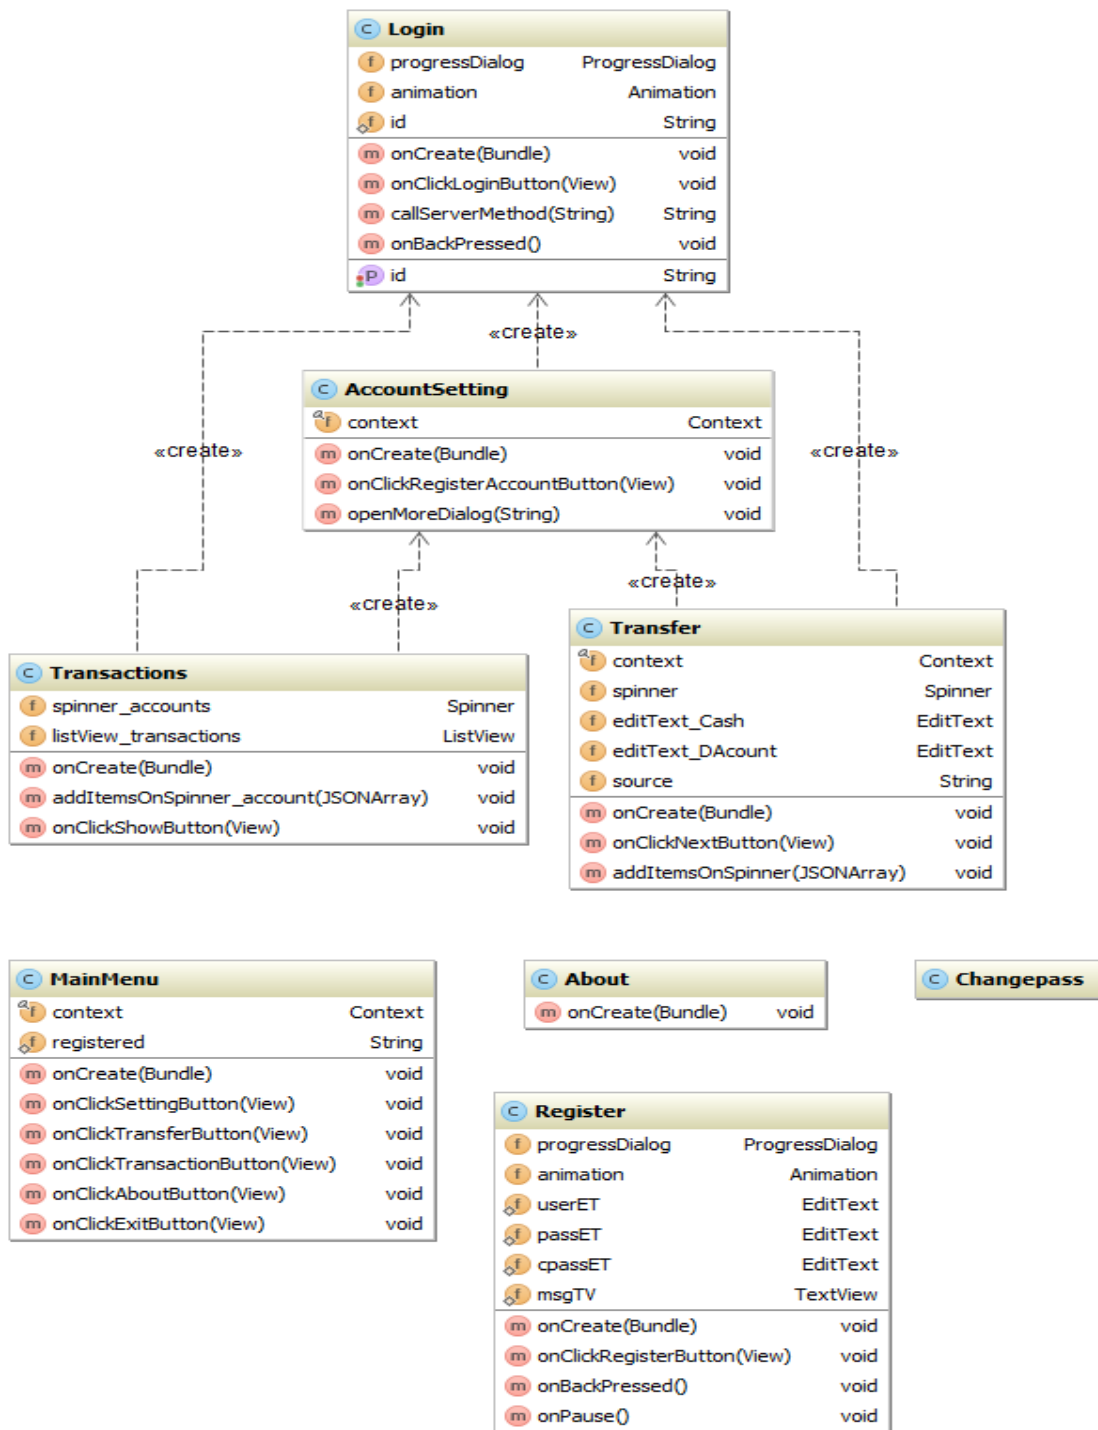 Login
progressDialog ProgressDialog
animation Animation
id String
onCreate(Bundle) void
onClickLoginButton(View) void
callServerMethod(String) String
onBackPressed() void
id String
«create»
AccountSetting
context Context
onCreate(Bundle) void
onClickRegisterAccountButton(View) void
openMoreDialog(String) void
«create»
«create»
«create»
«create»
Transactions
spinner_accounts Spinner
listView_transactions ListView
onCreate(Bundle) void
addItemsOnSpinner_account(JSONArray) void
onClickShowButton(View) void
Transfer
context Context
spinner Spinner
editText_Cash EditText
editText_DAcount EditText
source String
onCreate(Bundle) void
onClickNextButton(View) void
addItemsOnSpinner(JSONArray) void
MainMenu
context Context
registered String
onCreate(Bundle) void
onClickSettingButton(View) void
onClickTransferButton(View) void
onClickTransactionButton(View) void
onClickAboutButton(View) void
onClickExitButton(View) void
About
onCreate(Bundle) void
Changepass
Register
progressDialog ProgressDialog
animation Animation
userET EditText
passET EditText
cpassET EditText
msgTV TextView
onCreate(Bundle) void
onClickRegisterButton(View) void
onBackPressed() void
onPause() void